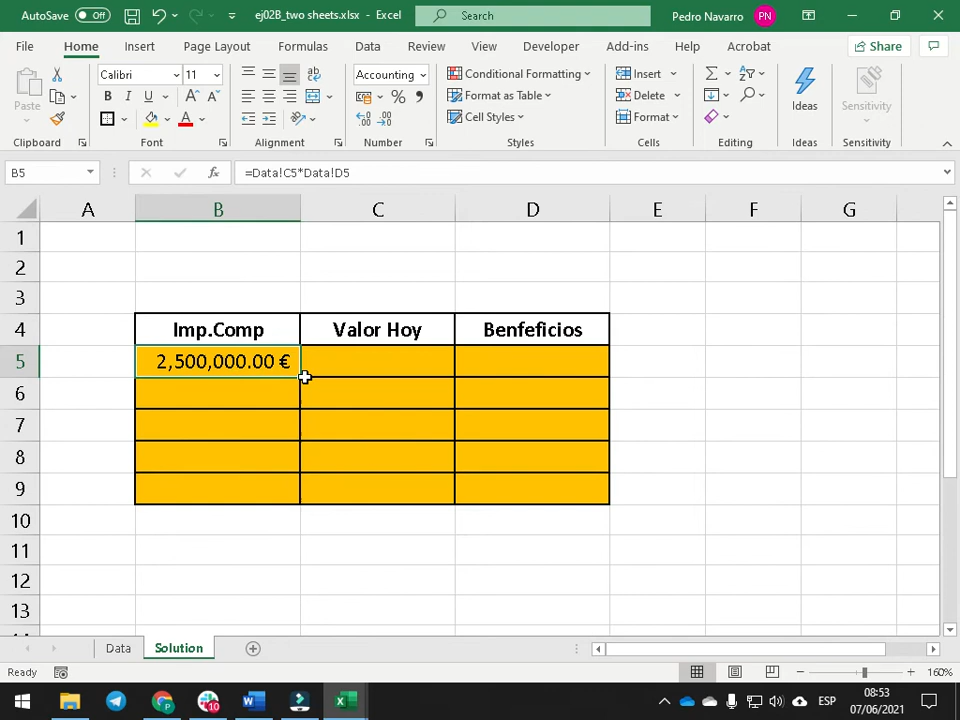 AutoSave Off ej02B_two sheets.xlsx - Excel Search Pedro Navarro PN
File Home Insert Page Layout Formulas Data Review View Developer Add-ins Help Acrobat Share
Paste Calibri 11 Accounting Conditional Formatting Insert Ideas Sensitivity
B I U A A % Format as Table Delete
Cell Styles Format
Clipboard Font Alignment Number Styles Cells Editing Ideas Sensitivity
B5 fx =Data!C5*Data!D5
A B C D E F G
1
2
3
4 Imp.Comp Valor Hoy Benfeficios
5 2,500,000.00 €
6
7
8
9
10
11
12
13
Data Solution
Ready 160%
10 ESP 08:53
07/06/2021